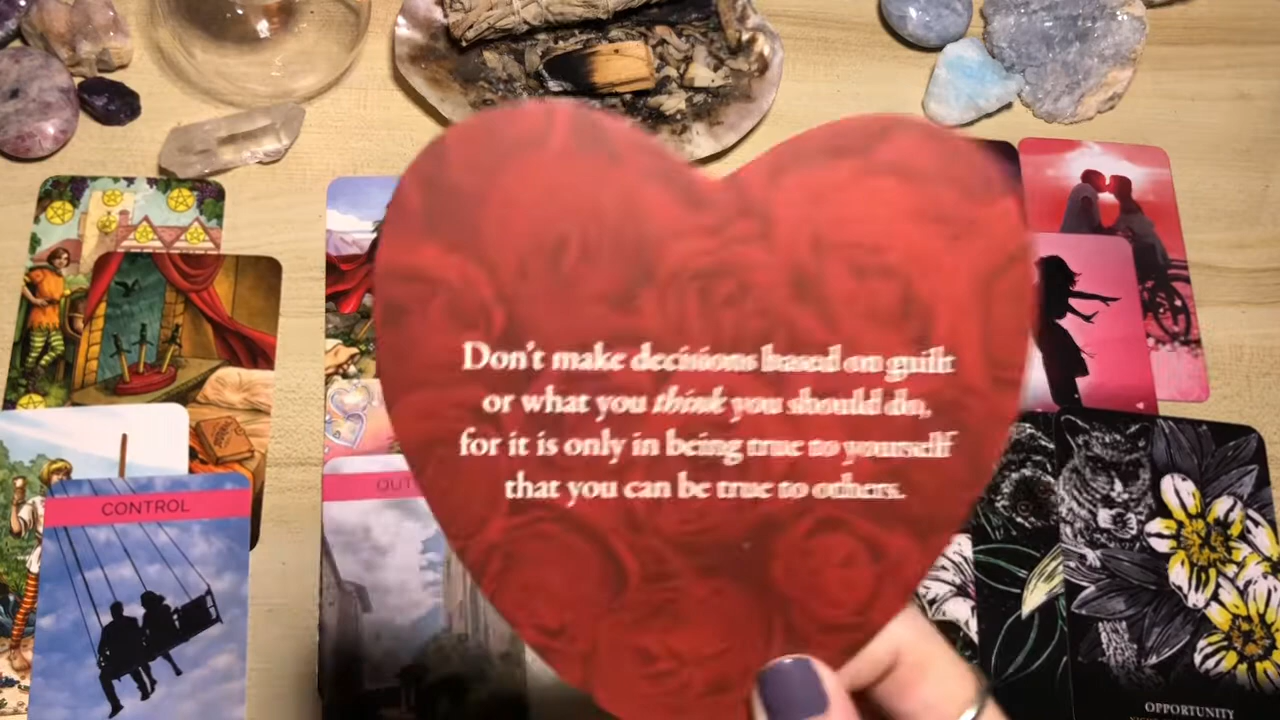 Don't make decisions based on guilt
or what you think you should do,
for it is only in being true to yourself
that you can be true to others.
CONTROL
OPPORTUNITY